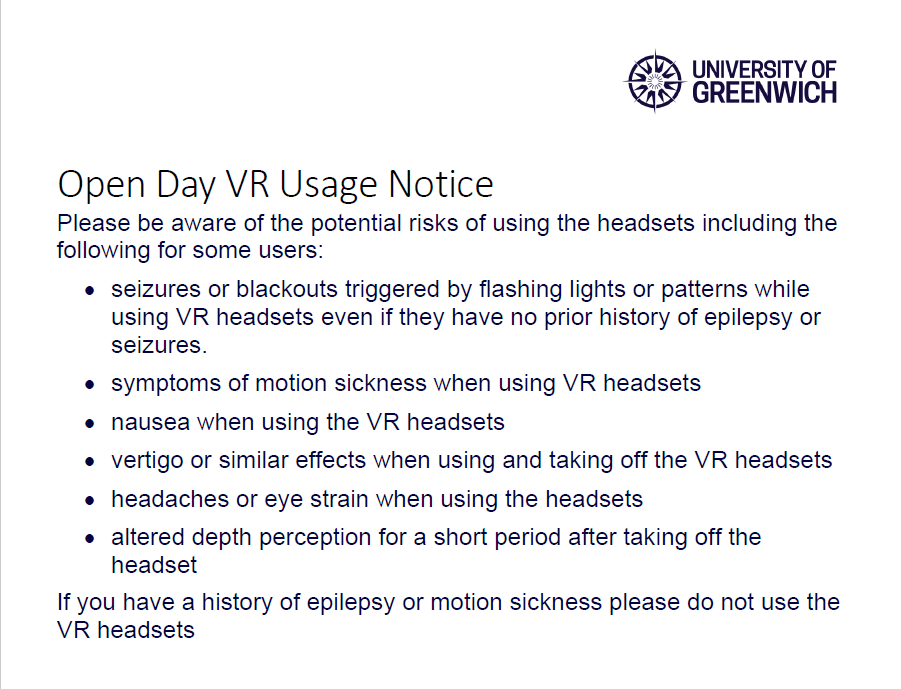 UNIVERSITY OF
GREENWICH
Open Day VR Usage Notice
Please be aware of the potential risks of using the headsets including the
following for some users:
• seizures or blackouts triggered by flashing lights or patterns while
using VR headsets even if they have no prior history of epilepsy or
seizures.
• symptoms of motion sickness when using VR headsets
• nausea when using the VR headsets
• vertigo or similar effects when using and taking off the VR headsets
• headaches or eye strain when using the headsets
• altered depth perception for a short period after taking off the
headset
If you have a history of epilepsy or motion sickness please do not use the
VR headsets